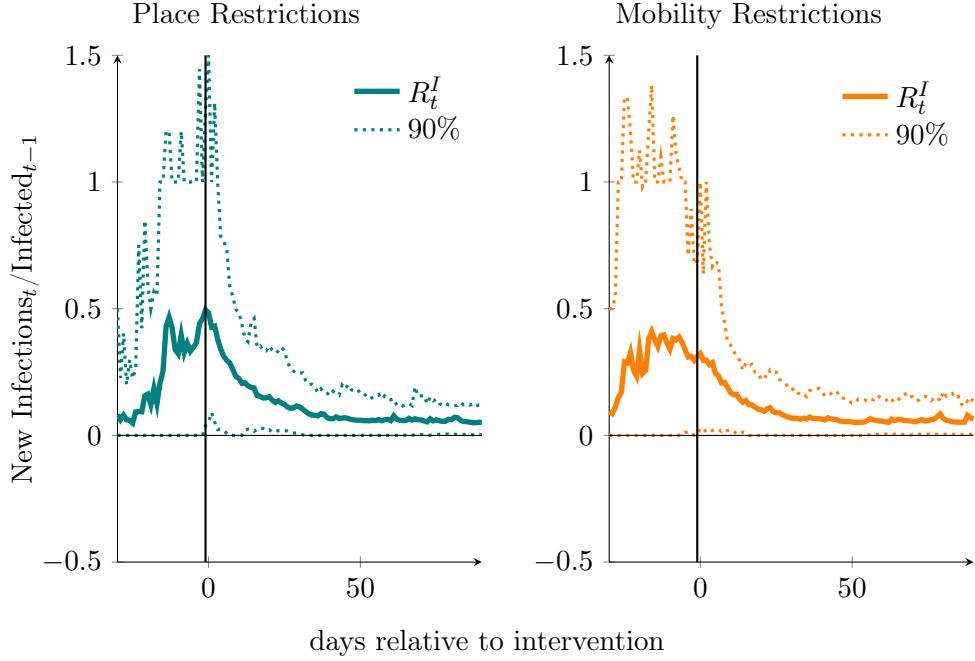 Place Restrictions
Mobility Restrictions
New Infections_t/Infected_{t−1}
1.5
1
0.5
0
−0.5
0
50
R_t^I
90%
1.5
1
0.5
0
−0.5
0
50
R_t^I
90%
days relative to intervention